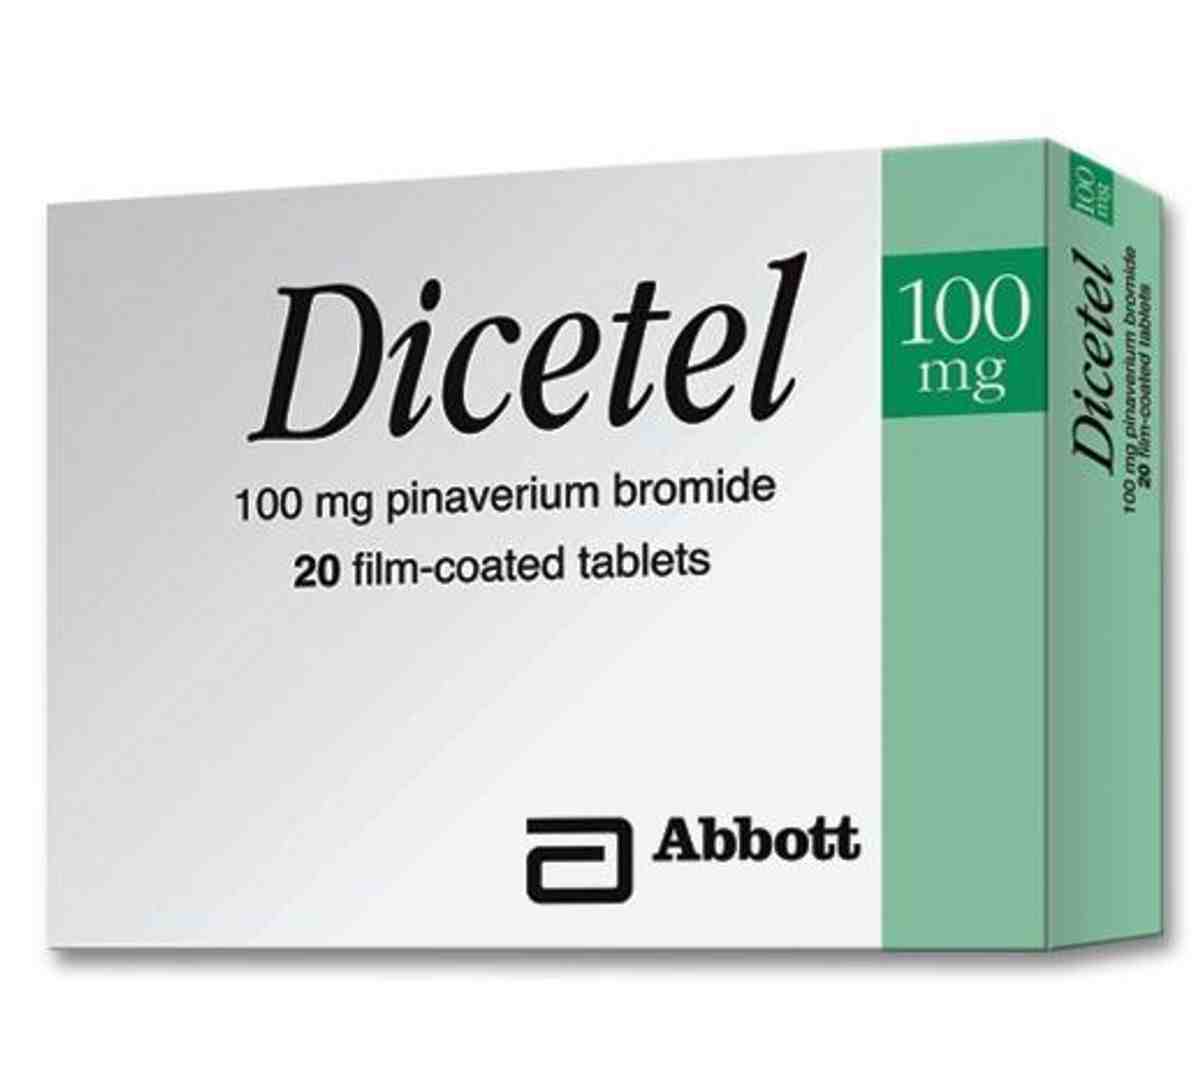 Dicetel
100 mg pinaverium bromide
20 film-coated tablets
Abbott
100
mg
100
mg
Dicetel
100 mg pinaverium bromide
20 film-coated tablets